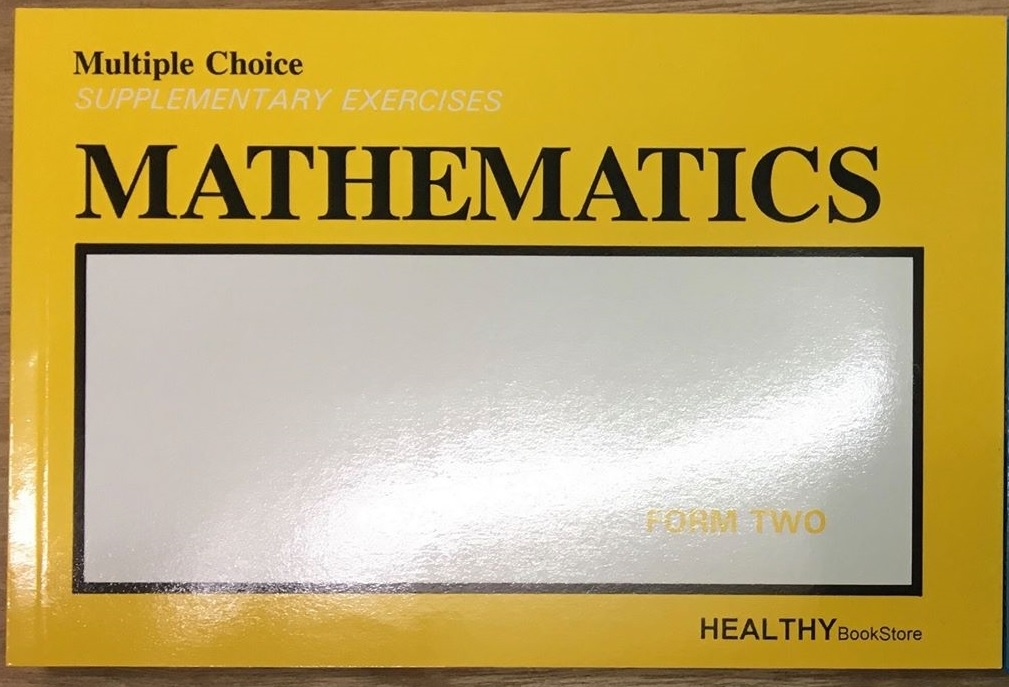 Multiple Choice
SUPPLEMENTARY EXERCISES
MATHEMATICS
FORM TWO
HEALTHY BookStore